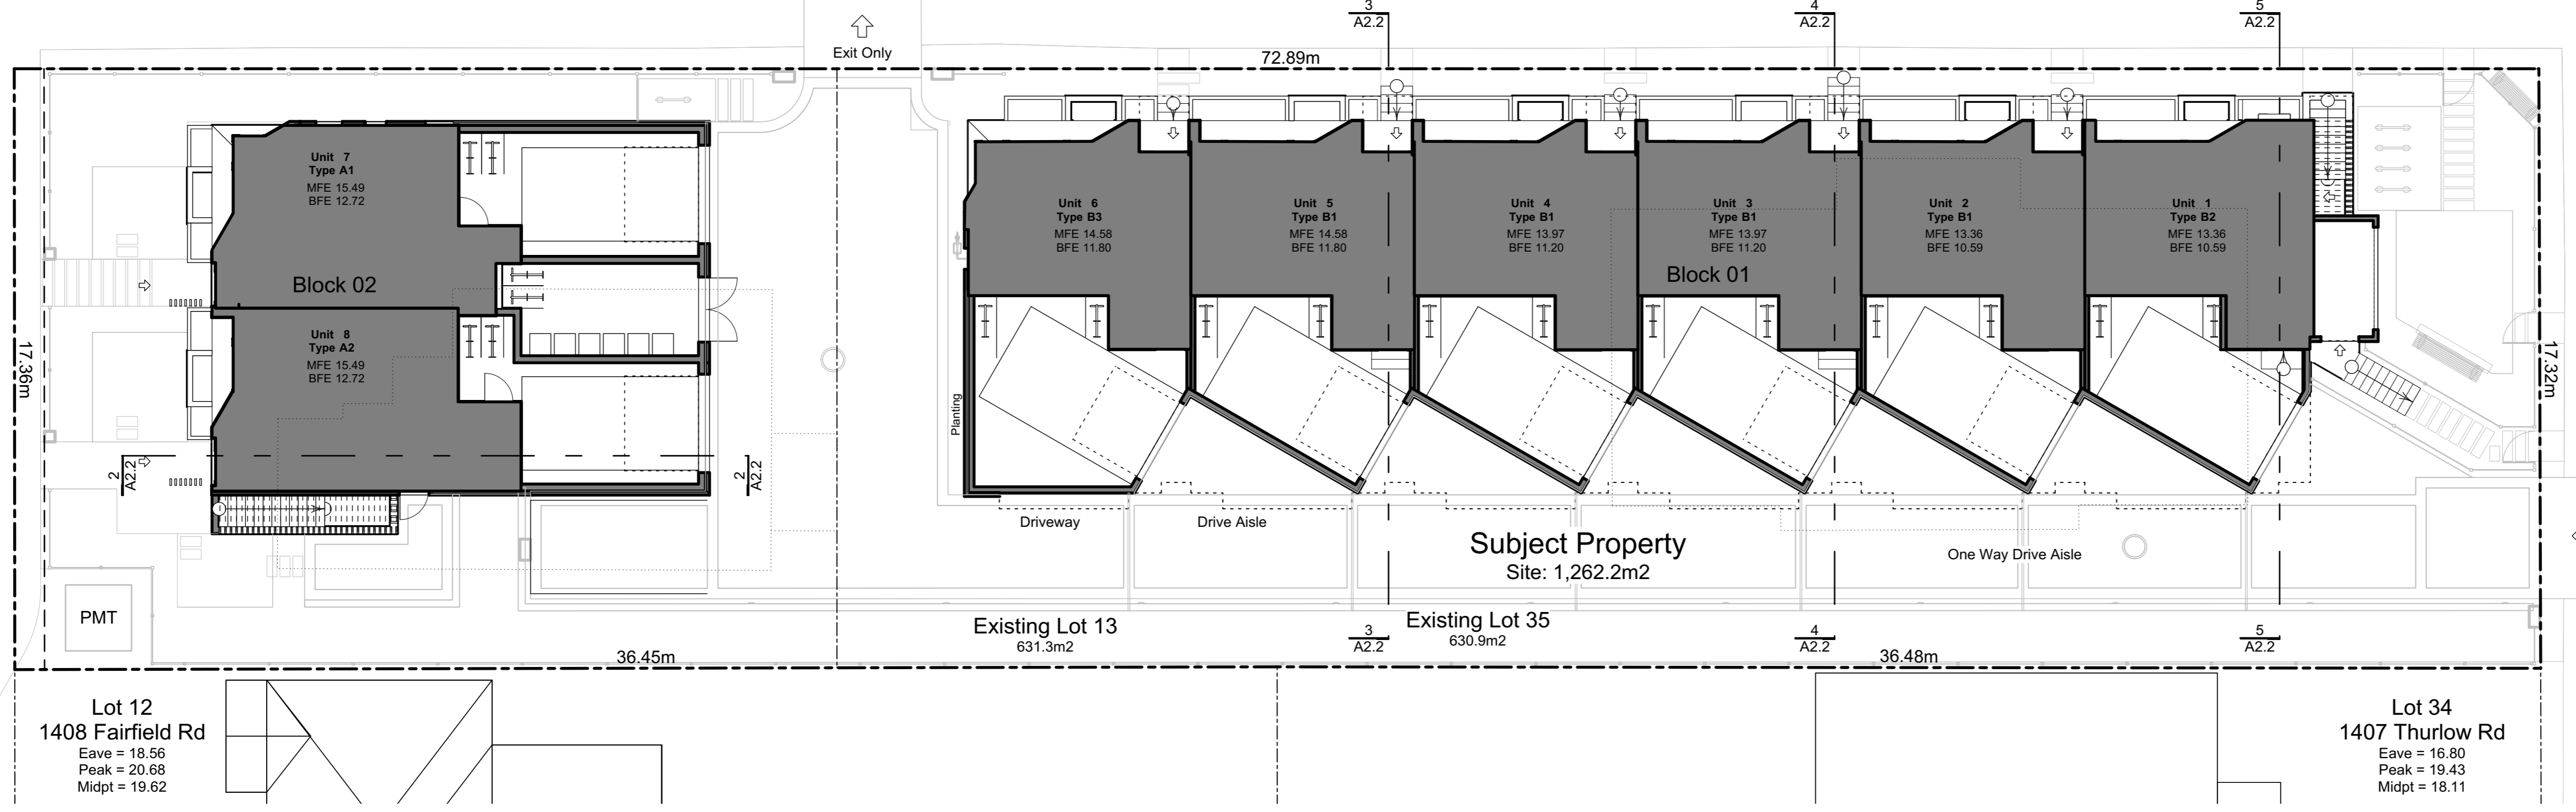 3
A2.2
4
A2.2
5
A2.2
Exit Only
72.89m
Unit 7
Type A1
MFE 15.49
BFE 12.72
Block 02
Unit 8
Type A2
MFE 15.49
BFE 12.72
17.36m
2
A2.2
2
A2.2
PMT
Planting
Unit 6
Type B3
MFE 14.58
BFE 11.80
Unit 5
Type B1
MFE 14.58
BFE 11.80
Unit 4
Type B1
MFE 13.97
BFE 11.20
Unit 3
Type B1
MFE 13.97
BFE 11.20
Block 01
Unit 2
Type B1
MFE 13.36
BFE 10.59
Unit 1
Type B2
MFE 13.36
BFE 10.59
17.32m
Driveway
Drive Aisle
Subject Property
Site: 1,262.2m2
One Way Drive Aisle
Existing Lot 13
631.3m2
3
A2.2
Existing Lot 35
630.9m2
4
A2.2
5
A2.2
36.45m
36.48m
Lot 12
1408 Fairfield Rd
Eave = 18.56
Peak = 20.68
Midpt = 19.62
Lot 34
1407 Thurlow Rd
Eave = 16.80
Peak = 19.43
Midpt = 18.11